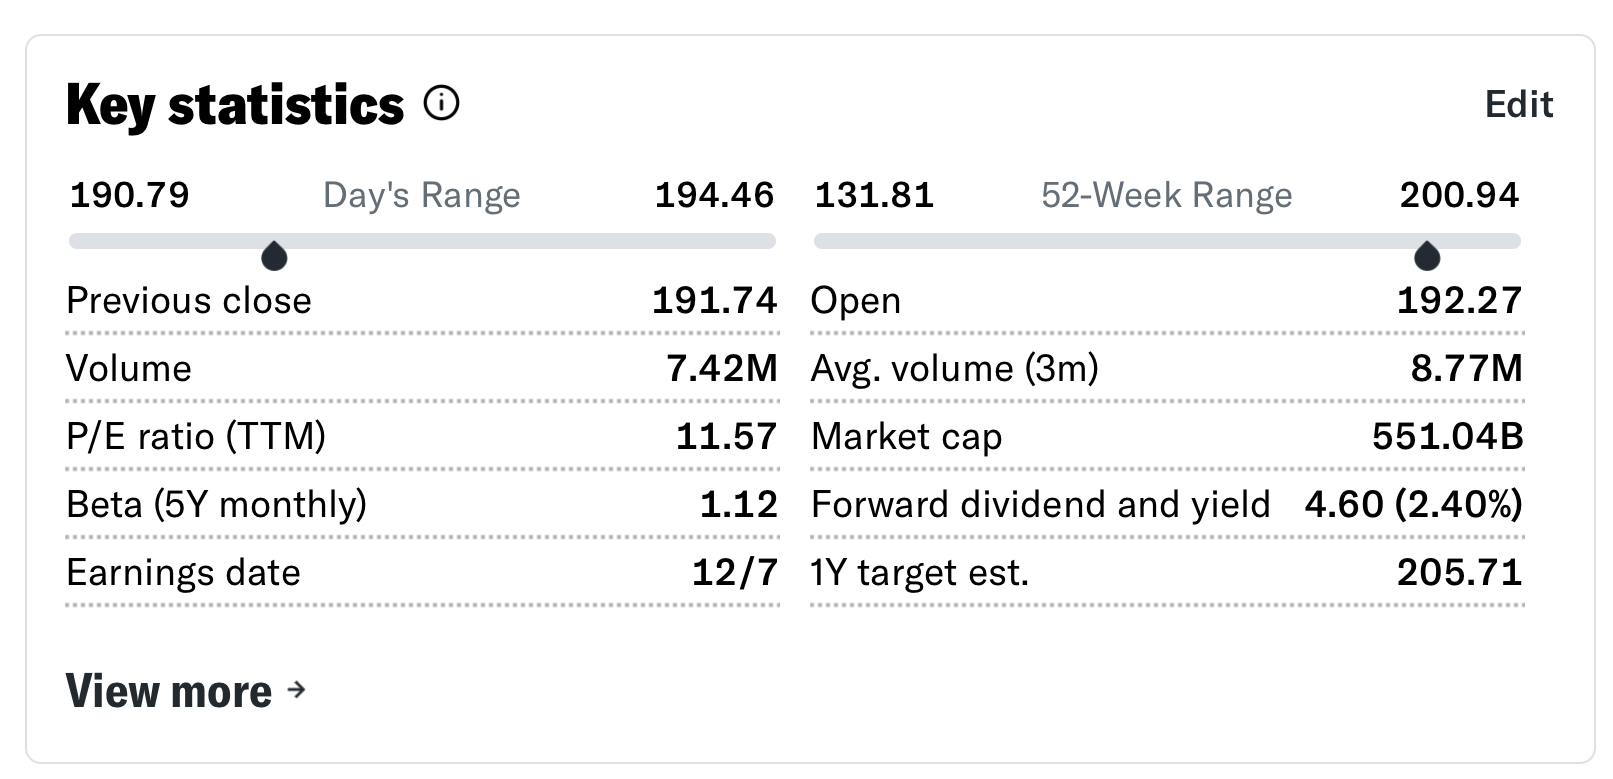 Key statistics
Edit
190.79 Day's Range 194.46
131.81 52-Week Range 200.94
Previous close 191.74
Open 192.27
Volume 7.42M
Avg. volume (3m) 8.77M
P/E ratio (TTM) 11.57
Market cap 551.04B
Beta (5Y monthly) 1.12
Forward dividend and yield 4.60 (2.40%)
Earnings date 12/7
1Y target est. 205.71
View more